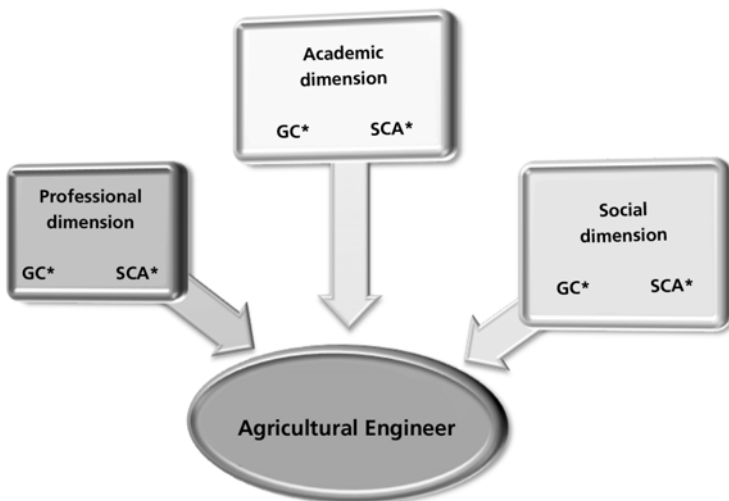 Academic
dimension
GC* SCA*
Professional
dimension
GC* SCA*
Social
dimension
GC* SCA*
Agricultural Engineer